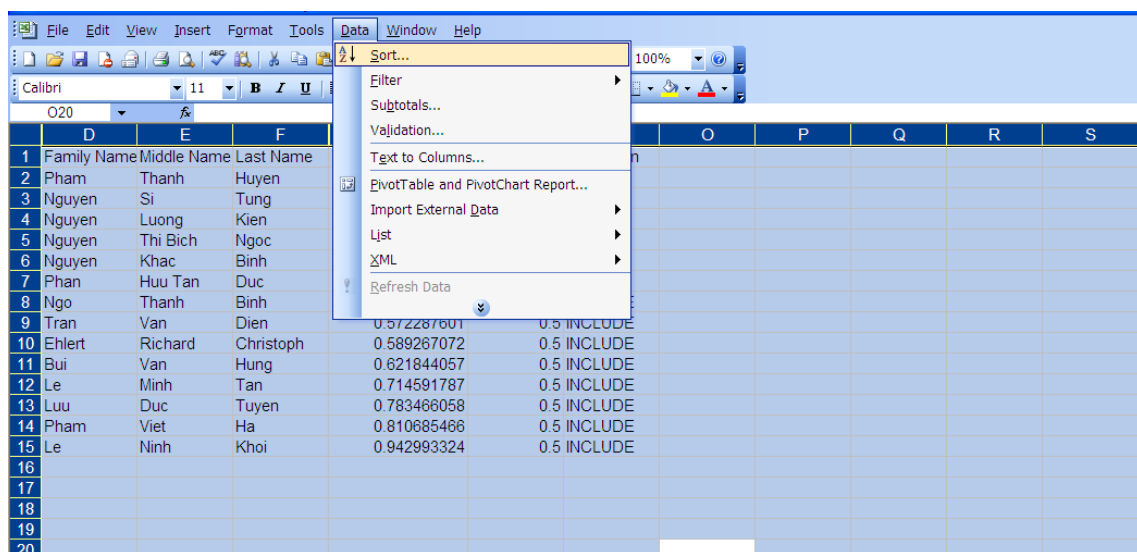 File Edit View Insert Format Tools Data Window Help
100%
Calibri 11 B I U A
O20 fx
Sort...
Filter
Subtotals...
Validation...
Text to Columns...
PivotTable and PivotChart Report...
Import External Data
List
XML
Refresh Data
D E F O P Q R S
1 Family Name Middle Name Last Name
2 Pham Thanh Huyen
3 Nguyen Si Tung
4 Nguyen Luong Kien
5 Nguyen Thi Bich Ngoc
6 Nguyen Khac Binh
7 Phan Huu Tan Duc
8 Ngo Thanh Binh
9 Tran Van Dien 0.572287601 0.5 INCLUDE
10 Ehlert Richard Christoph 0.589267072 0.5 INCLUDE
11 Bui Van Hung 0.621844057 0.5 INCLUDE
12 Le Minh Tan 0.714591787 0.5 INCLUDE
13 Luu Duc Tuyen 0.783466058 0.5 INCLUDE
14 Pham Viet Ha 0.810685466 0.5 INCLUDE
15 Le Ninh Khoi 0.942993324 0.5 INCLUDE
16
17
18
19
20